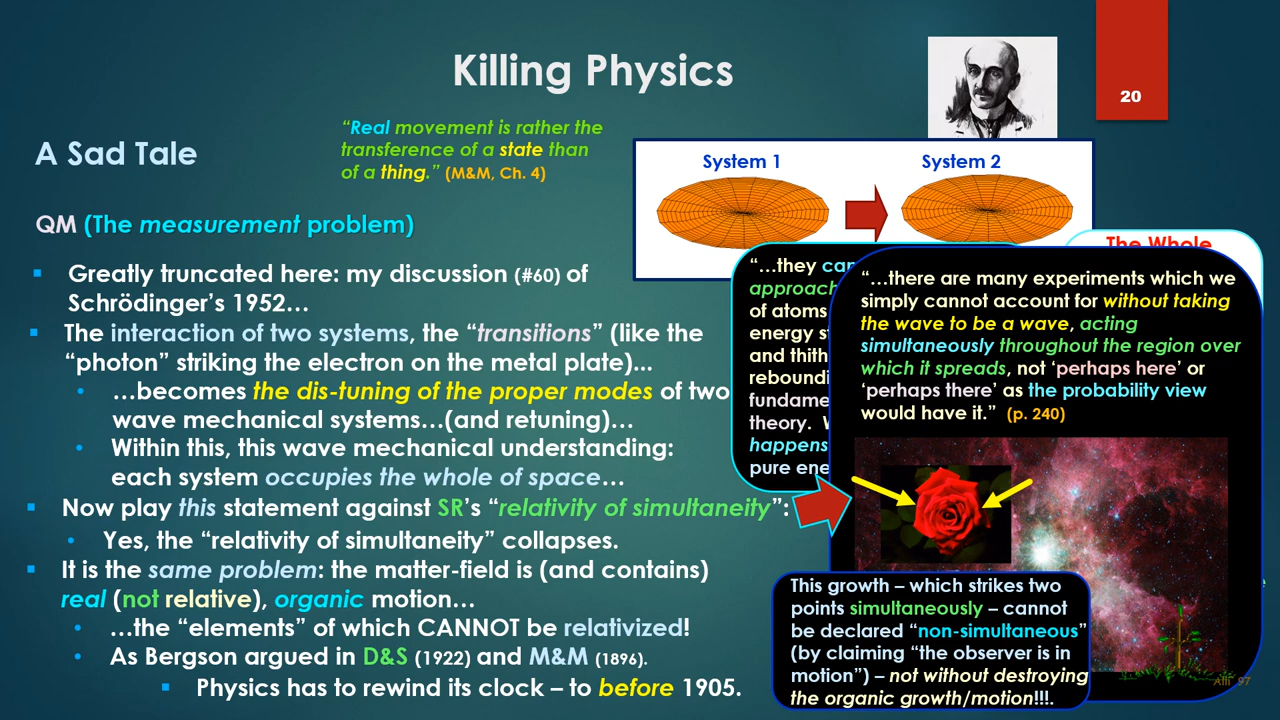 Killing Physics
20
A Sad Tale
“Real movement is rather the
transference of a state than
of a thing.” (M&M, Ch. 4)
System 1
System 2
QM (The measurement problem)
The Whole
▪ Greatly truncated here: my discussion (#60) of
Schrödinger’s 1952…
▪ The interaction of two systems, the “transitions” (like the
“photon” striking the electron on the metal plate)...
• …becomes the dis-tuning of the proper modes of two
wave mechanical systems…(and retuning)…
• Within this, this wave mechanical understanding:
each system occupies the whole of space…
▪ Now play this statement against SR’s “relativity of simultaneity”:
• Yes, the “relativity of simultaneity” collapses.
▪ It is the same problem: the matter-field is (and contains)
real (not relative), organic motion…
• …the “elements” of which CANNOT be relativized!
• As Bergson argued in D&S (1922) and M&M (1896).
▪ Physics has to rewind its clock – to before 1905.
“…they
approach
of atoms
energy
and
fundame
theory.
happens
pure
“…there are many experiments which we
simply cannot account for without taking
the wave to be a wave, acting
simultaneously throughout the region over
which it spreads, not ‘perhaps here’ or
‘perhaps there’ as the probability view
would have it.” (p. 240)
This growth – which strikes two
points simultaneously – cannot
be declared “non-simultaneous”
(by claiming “the observer is in
motion”) – not without destroying
the organic growth/motion!!!.